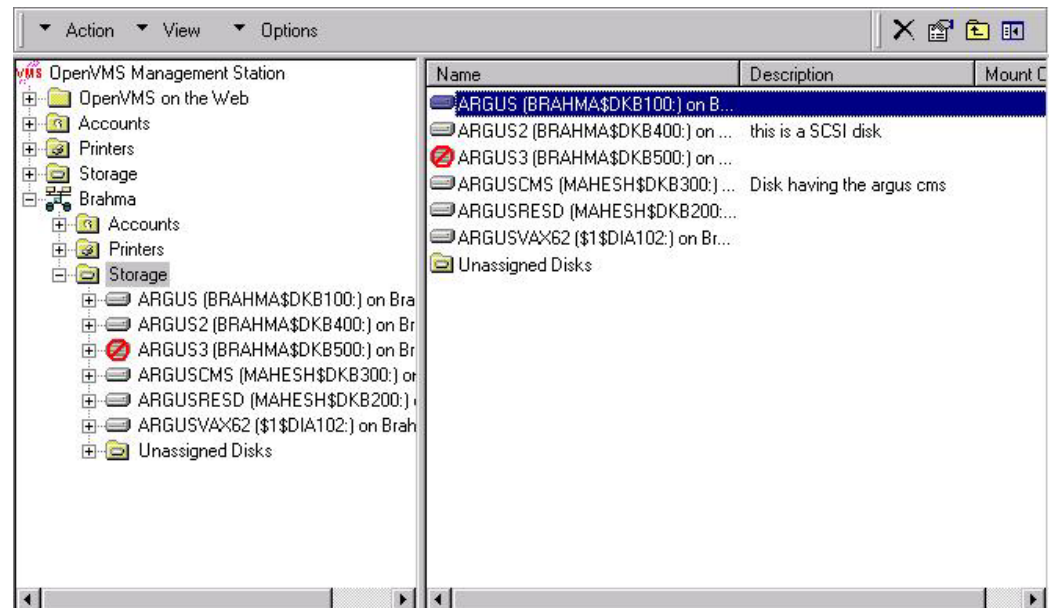 Action View Options
VMS OpenVMS Management Station
OpenVMS on the Web
Accounts
Printers
Storage
Brahma
Accounts
Printers
Storage
ARGUS (BRAHMA$DKB100:) on Bra
ARGUS2 (BRAHMA$DKB400:) on Br
ARGUS3 (BRAHMA$DKB500:) on Br
ARGUSCMS (MAHESH$DKB300:) or
ARGUSRESD (MAHESH$DKB200:)
ARGUSVAX62 ($1$DIA102:) on Brah
Unassigned Disks
Name Description Mount C
ARGUS (BRAHMA$DKB100:) on B...
ARGUS2 (BRAHMA$DKB400:) on ... this is a SCSI disk
ARGUS3 (BRAHMA$DKB500:) on ...
ARGUSCMS (MAHESH$DKB300:) ... Disk having the argus cms
ARGUSRESD (MAHESH$DKB200:...
ARGUSVAX62 ($1$DIA102:) on Br...
Unassigned Disks